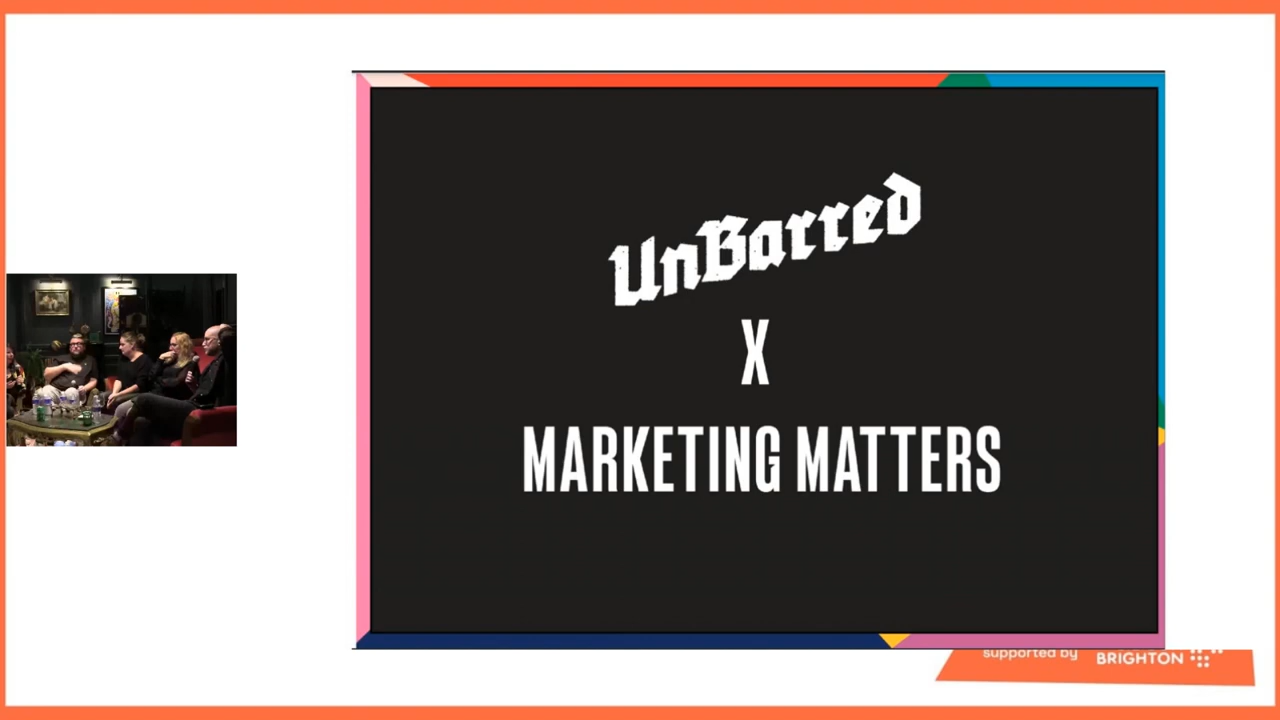 UnBarred
X
MARKETING MATTERS
supported by
BRIGHTON